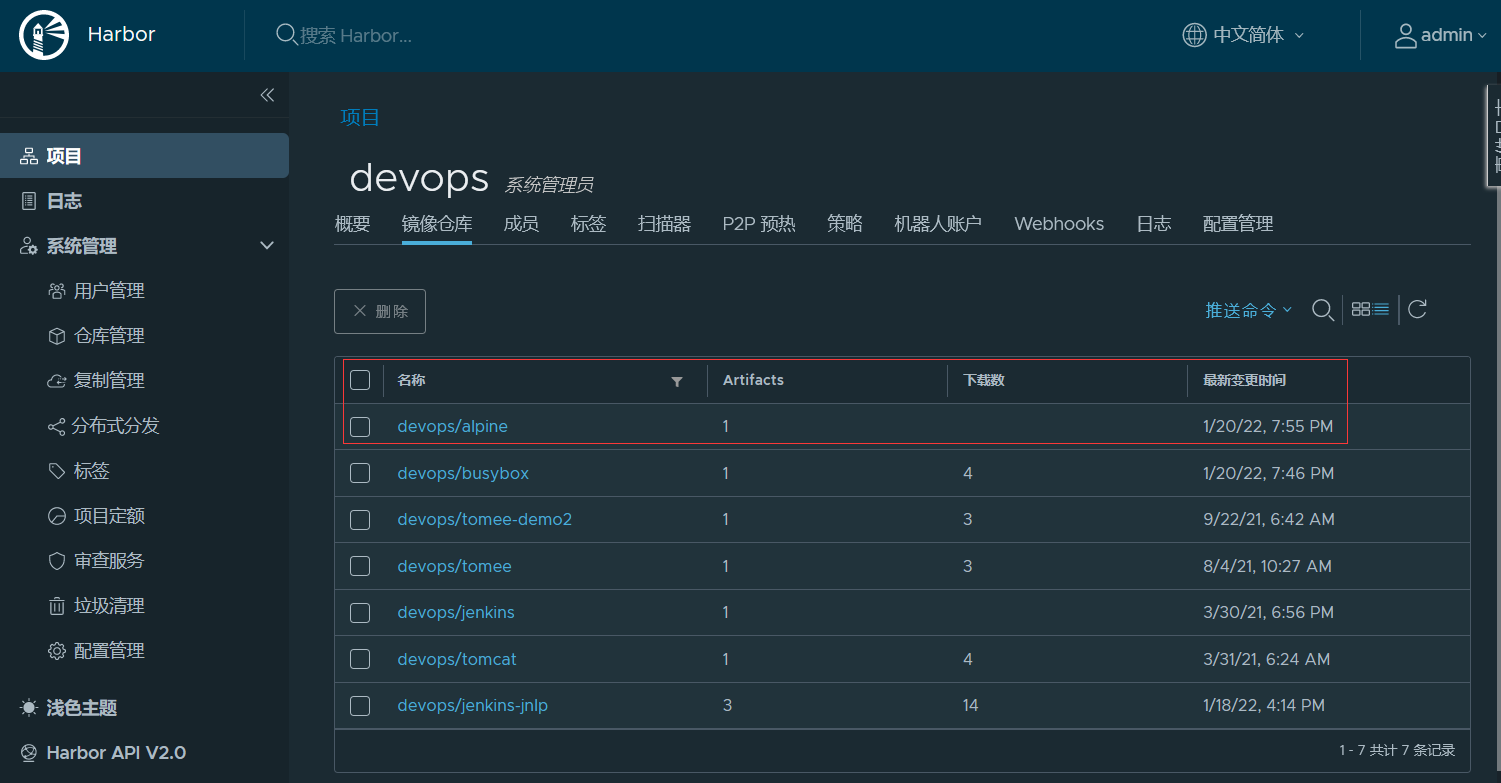 Harbor
搜索 Harbor...
中文简体
admin
项目
日志
系统管理
用户管理
仓库管理
复制管理
分布式分发
标签
项目定额
审查服务
垃圾清理
配置管理
浅色主题
Harbor API V2.0
项目
devops 系统管理员
概要 镜像仓库 成员 标签 扫描器 P2P 预热 策略 机器人账户 Webhooks 日志 配置管理
删除
推送命令
名称 Artifacts 下载数 最新变更时间
devops/alpine 1 1/20/22, 7:55 PM
devops/busybox 1 4 1/20/22, 7:46 PM
devops/tomee-demo2 1 3 9/22/21, 6:42 AM
devops/tomee 1 3 8/4/21, 10:27 AM
devops/jenkins 1 3/30/21, 6:56 PM
devops/tomcat 1 4 3/31/21, 6:24 AM
devops/jenkins-jnlp 3 14 1/18/22, 4:14 PM
1 - 7 共计 7 条记录